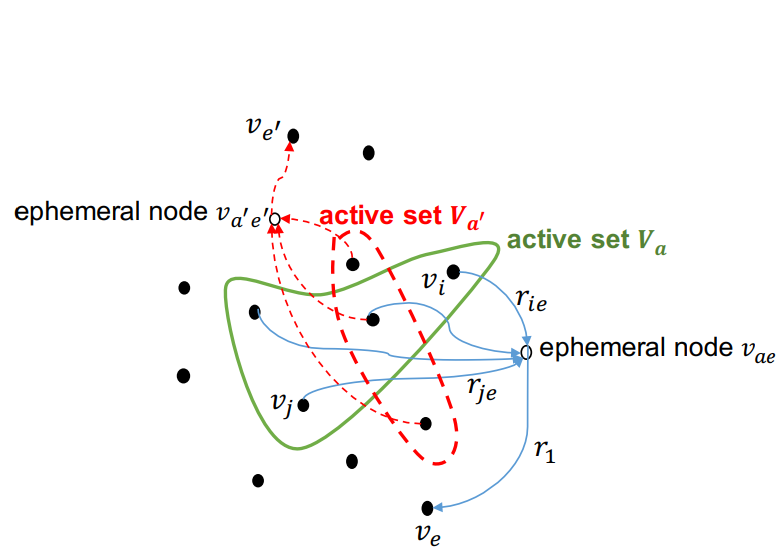 v_{e'}
ephemeral node v_{a'e'}
active set V_{a'}
active set V_a
v_i
r_{ie}
ephemeral node v_{ae}
v_j
r_{je}
r_1
v_e